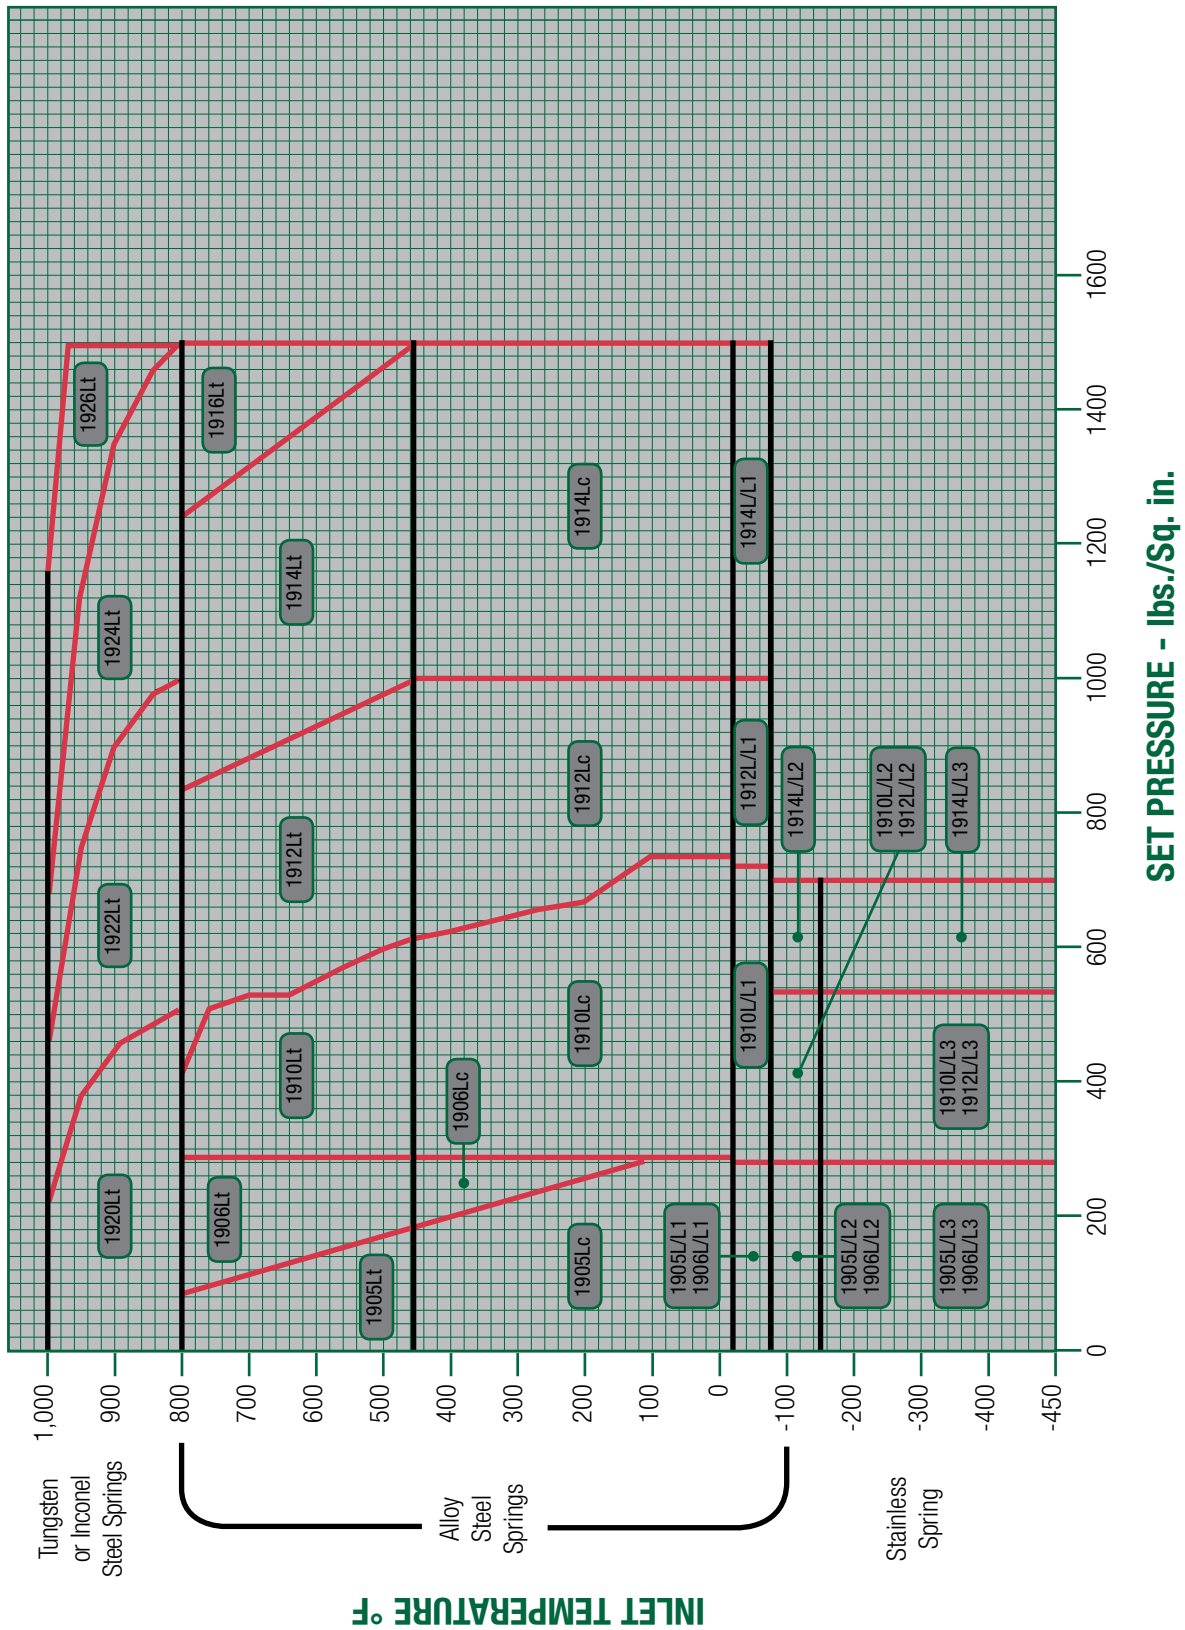 INLET TEMPERATURE °F
Tungsten
or Inconel
Steel Springs
Alloy
Steel
Springs
Stainless
Spring
1,000
900
800
700
600
500
400
300
200
100
0
-100
-200
-300
-400
-450
1920Lt
1922Lt
1924Lt
1926Lt
1906Lt
1905Lt
1910Lt
1912Lt
1914Lt
1916Lt
1906Lc
1905Lc
1910Lc
1912Lc
1914Lc
1905L/L1
1906L/L1
1910L/L1
1912L/L1
1914L/L1
1905L/L2
1906L/L2
1914L/L2
1910L/L2
1912L/L2
1905L/L3
1906L/L3
1910L/L3
1912L/L3
1914L/L3
0
200
400
600
800
1000
1200
1400
1600
SET PRESSURE - lbs./Sq. in.